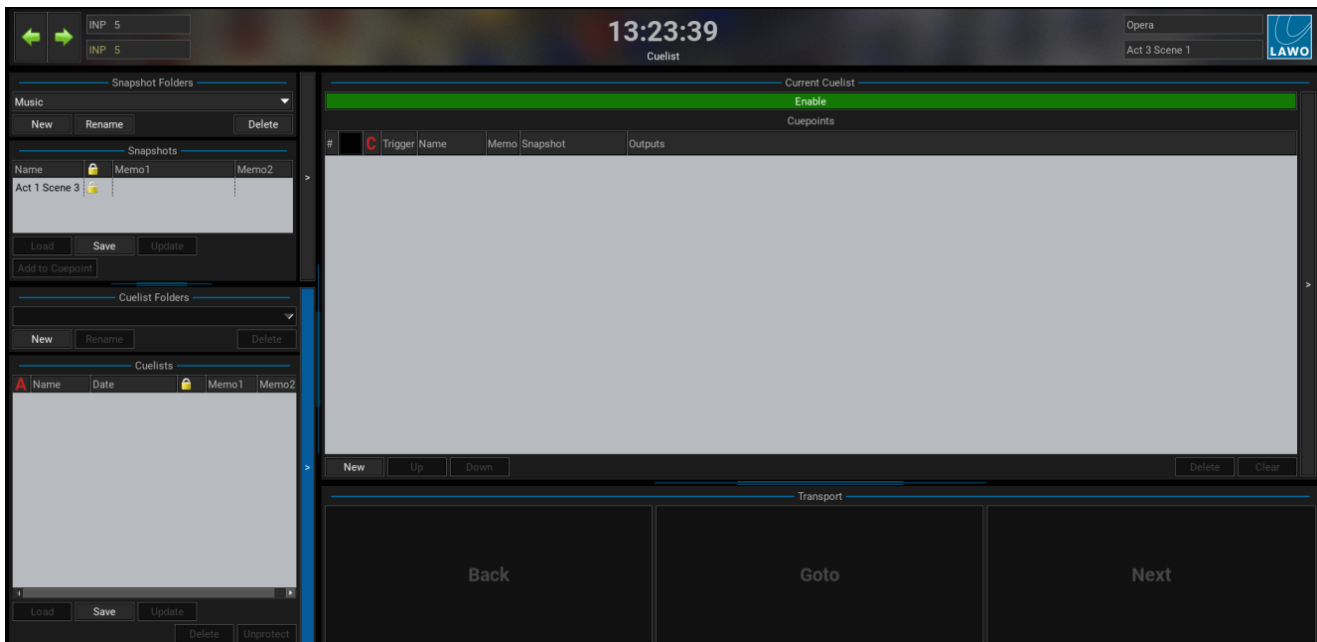 INP 5
INP 5
13:23:39
Cuelist
Opera
Act 3 Scene 1
LAWO
Snapshot Folders
Music
New Rename Delete
Snapshots
Name Memo1 Memo2
Act 1 Scene 3
Load Save Update
Add to Cuepoint
>
Cuelist Folders
New Rename Delete
Cuelists
A Name Date Memo1 Memo2
Load Save Update
Delete Unprotect
>
Current Cuelist
Enable
Cuepoints
# C Trigger Name Memo Snapshot Outputs
New Up Down Delete Clear
>
Transport
Back Goto Next